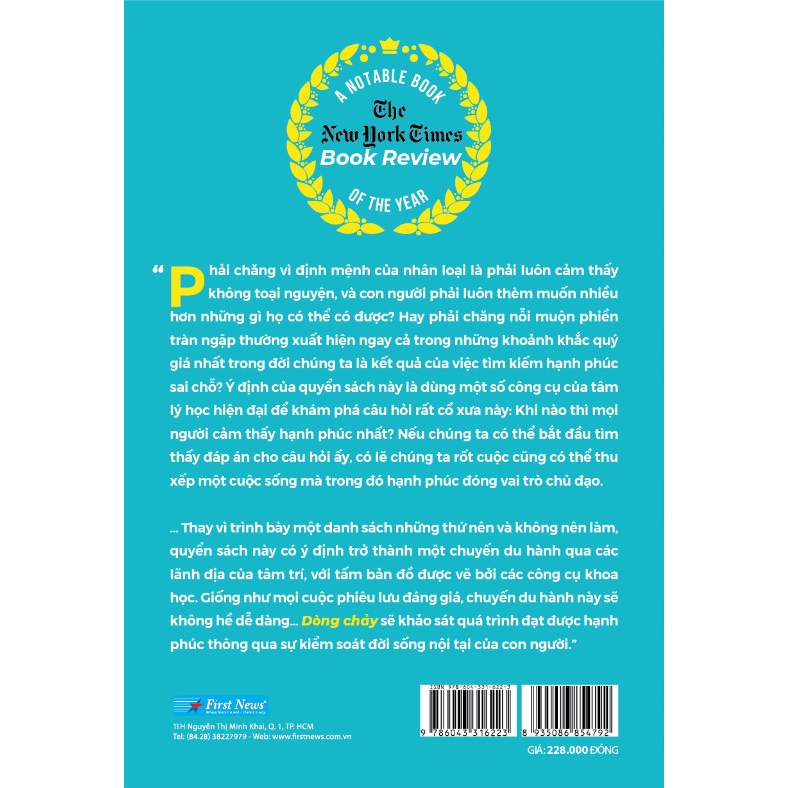 A NOTABLE BOOK
The
New York Times
Book Review
OF THE YEAR
“Phải chăng vì định mệnh của nhân loại là phải luôn cảm thấy
không toại nguyện, và con người phải luôn thèm muốn nhiều
hơn những gì họ có thể có được? Hay phải chăng nỗi muộn phiền
tràn ngập thường xuất hiện ngay cả trong những khoảnh khắc quý
giá nhất trong đời chúng ta là kết quả của việc tìm kiếm hạnh phúc
sai chỗ? Ý định của quyển sách này là dùng một số công cụ của tâm
lý học hiện đại để khám phá câu hỏi rất cổ xưa này: Khi nào thì mọi
người cảm thấy hạnh phúc nhất? Nếu chúng ta có thể bắt đầu tìm
thấy đáp án cho câu hỏi ấy, có lẽ chúng ta rốt cuộc cũng có thể thu
xếp một cuộc sống mà trong đó hạnh phúc đóng vai trò chủ đạo.
... Thay vì trình bày một danh sách những thứ nên và không nên làm,
quyển sách này có ý định trở thành một chuyến du hành qua các
lãnh địa của tâm trí, với tấm bản đồ được vẽ bởi các công cụ khoa
học. Giống như mọi cuộc phiêu lưu đáng giá, chuyến du hành này sẽ
không hề dễ dàng... Dòng chảy sẽ khảo sát quá trình đạt được hạnh
phúc thông qua sự kiểm soát đời sống nội tại của con người.”
First News
11H Nguyễn Thị Minh Khai, Q. 1, TP. HCM
Tel: (84.28) 38227979 - Web: www.firstnews.com.vn
ISBN 978-604-331-622-3
9 786043 316223
8 935086 854792
GIÁ: 228.000 ĐỒNG